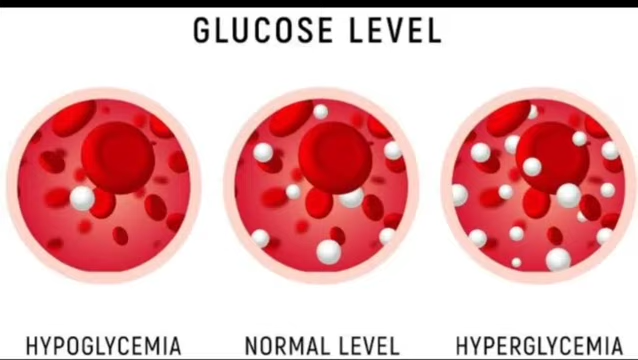 GLUCOSE LEVEL
HYPOGLYCEMIA
NORMAL LEVEL
HYPERGLYCEMIA